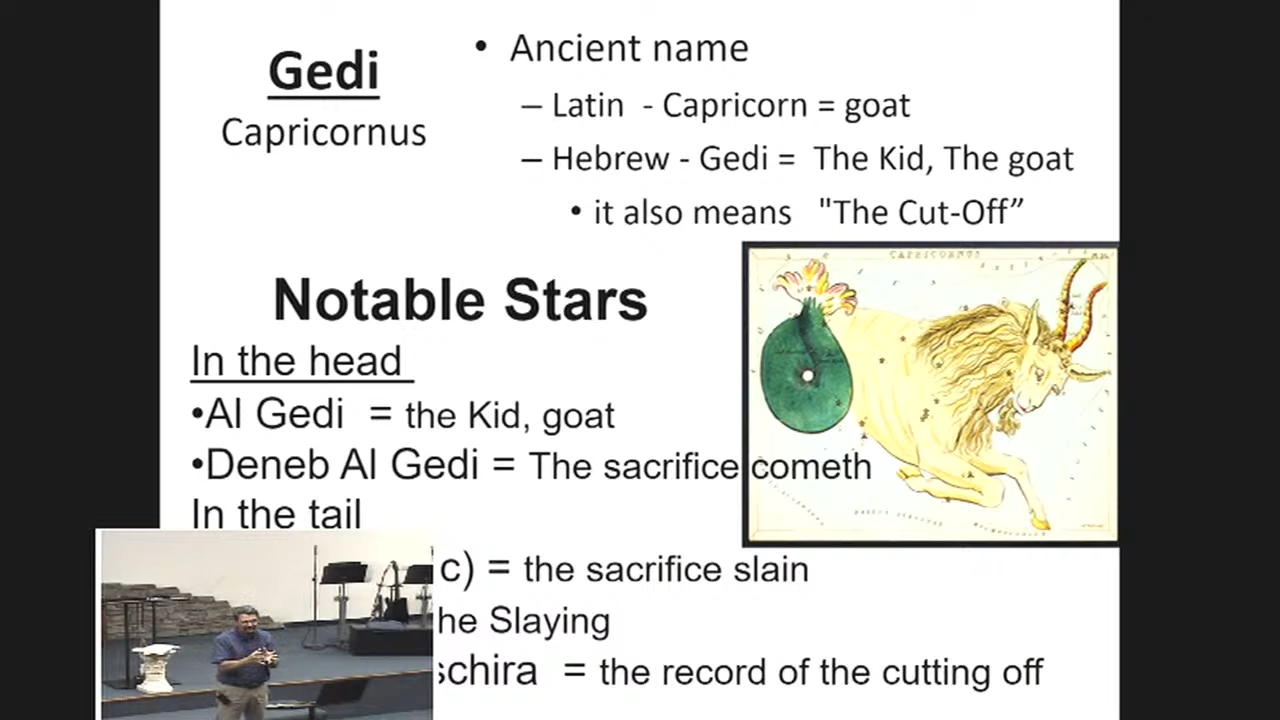 Gedi
Capricornus
• Ancient name
– Latin - Capricorn = goat
– Hebrew - Gedi = The Kid, The goat
• it also means "The Cut-Off”
Notable Stars
In the head
•Al Gedi = the Kid, goat
•Deneb Al Gedi = The sacrifice cometh
In the tail
c) = the sacrifice slain
he Slaying
schira = the record of the cutting off
CAPRICORNUS